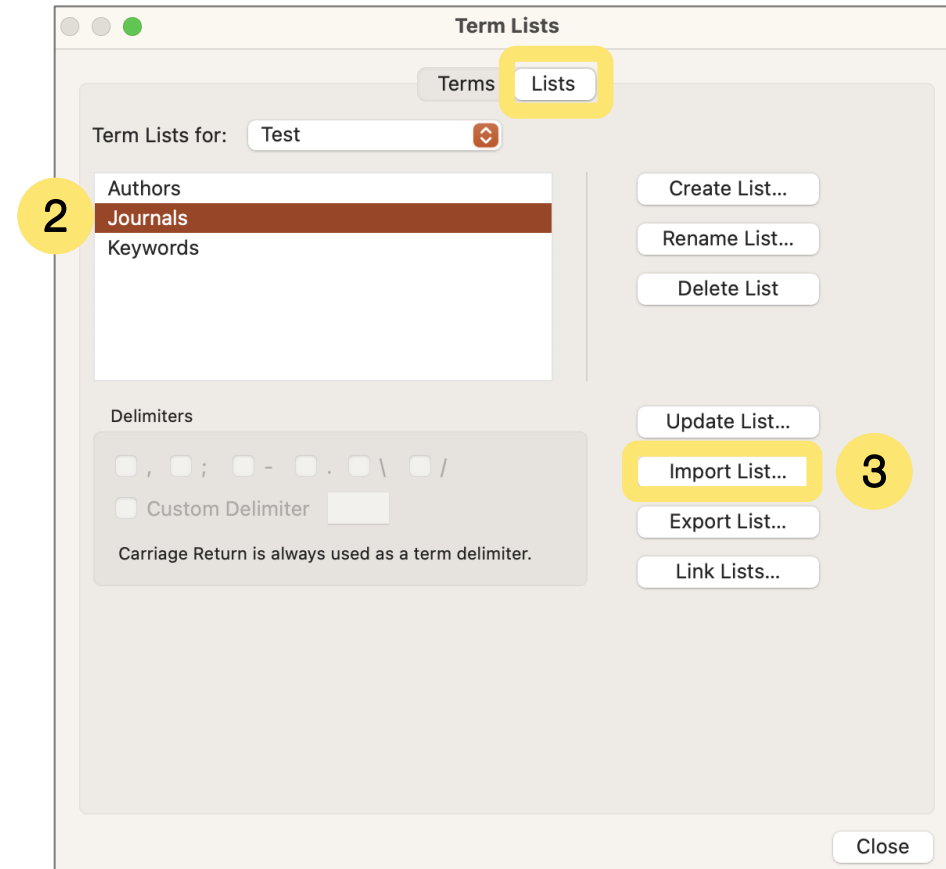 Term Lists
Terms Lists
Term Lists for: Test
Authors
2
Journals
Keywords
Create List...
Rename List...
Delete List
Delimiters
, ; - . \ /
Custom Delimiter
Carriage Return is always used as a term delimiter.
Update List...
Import List... 3
Export List...
Link Lists...
Close